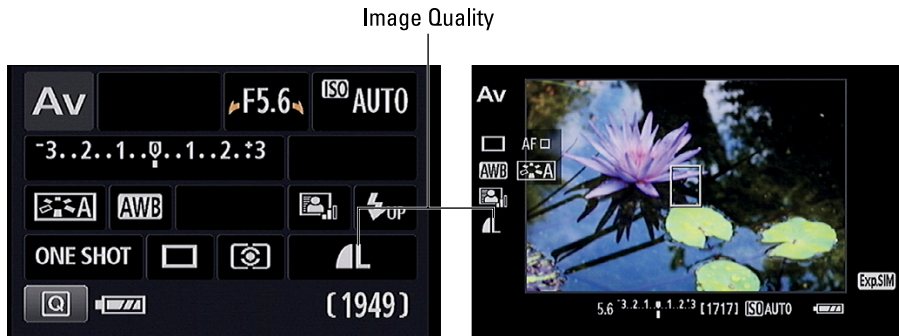 Image Quality
Av F5.6 ISO AUTO
-3..2..1..0..1..2.:+3
A AWB UP
ONE SHOT L
Q (1949)
Av
AF
AWB A
L
Exp.SIM
5.6 -3..2..1..1..2.:+3 [1717] ISO AUTO